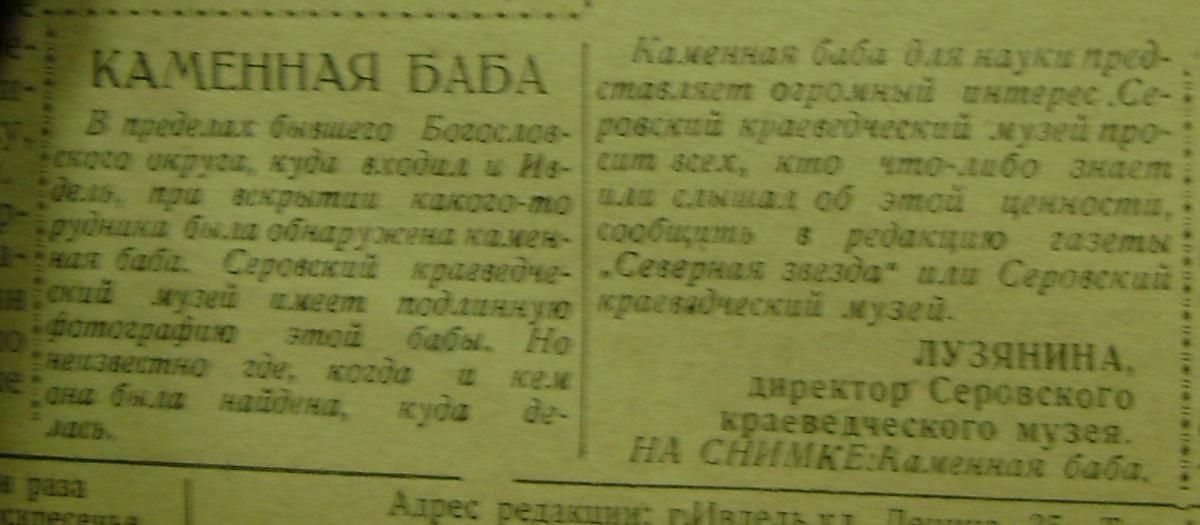 КАМЕННАЯ БАБА
В пределах бывшего Богослов-
ского округа, куда входил и Ив-
дель, при вскрытии какого-то
рудника была обнаружена камен-
ная баба. Серовский краеведче-
ский музей имеет подлинную
фотографию этой бабы. Но
неизвестно где, когда и кем
она была найдена, куда де-
лась.
Каменная баба для науки пред-
ставляет огромный интерес. Се-
ровский краеведческий музей про-
сит всех, кто что-либо знает
или слышал об этой ценности,
сообщить в редакцию газеты
„Северная звезда“ или Серовский
краеведческий музей.
ЛУЗЯНИНА,
директор Серовского
краеведческого музея.
НА СНИМКЕ: Каменная баба.
и раза
Адрес редакции: г. Ивдель ул.